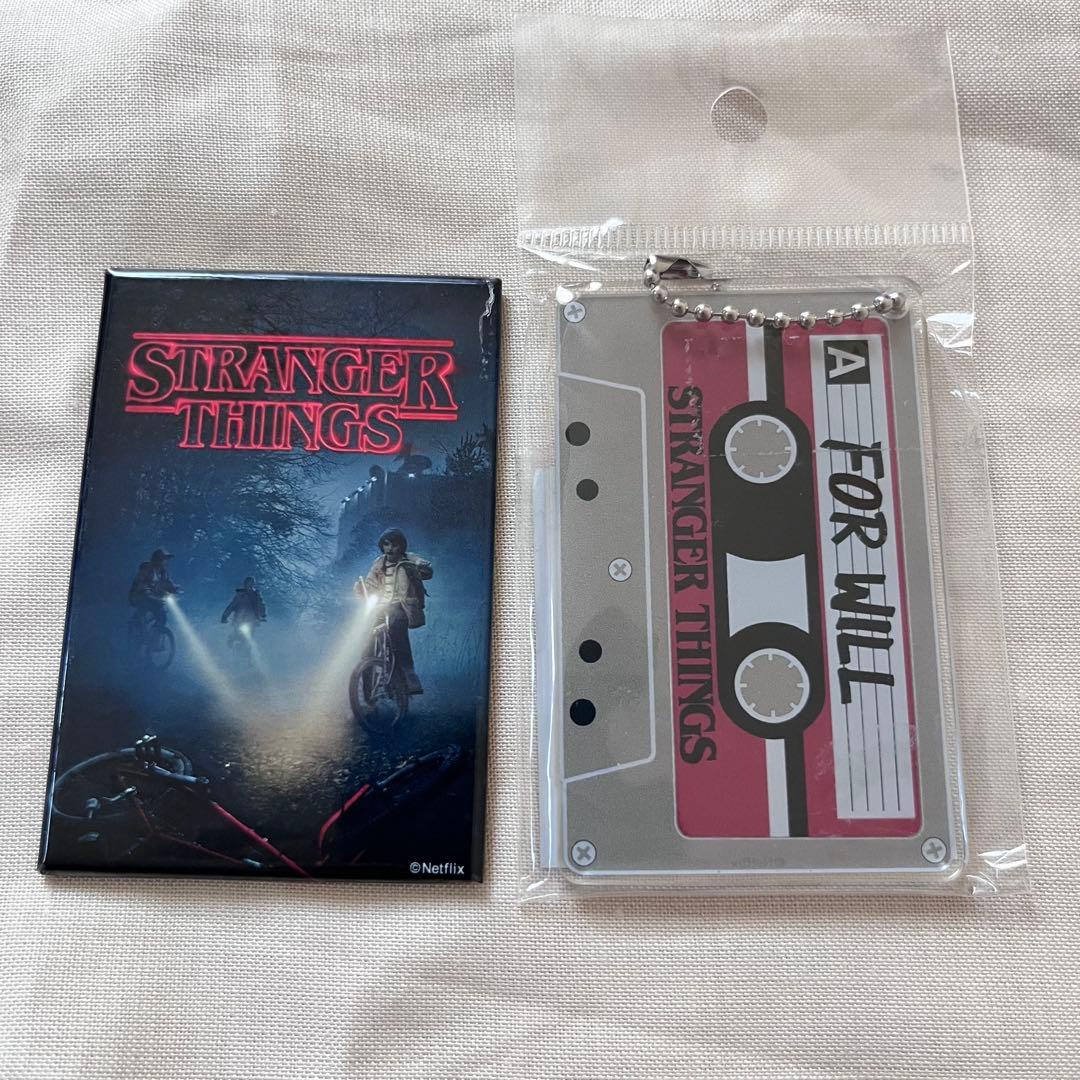 STRANGER
THINGS
©Netflix
A
FOR WILL
STRANGER THINGS